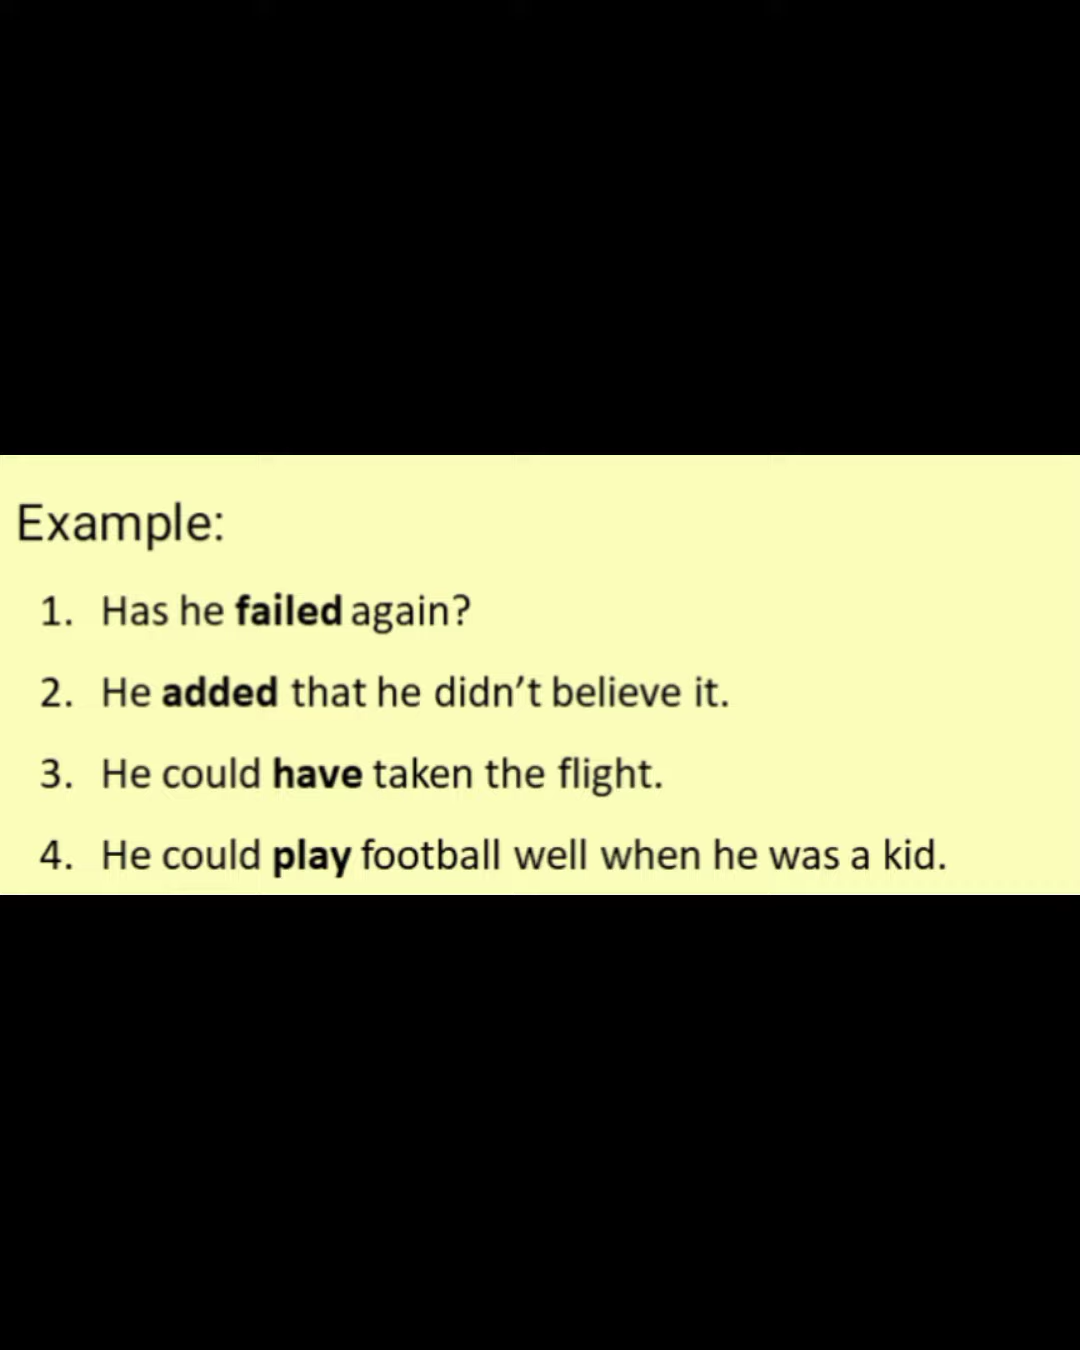 Example:
1. Has he failed again?
2. He added that he didn’t believe it.
3. He could have taken the flight.
4. He could play football well when he was a kid.